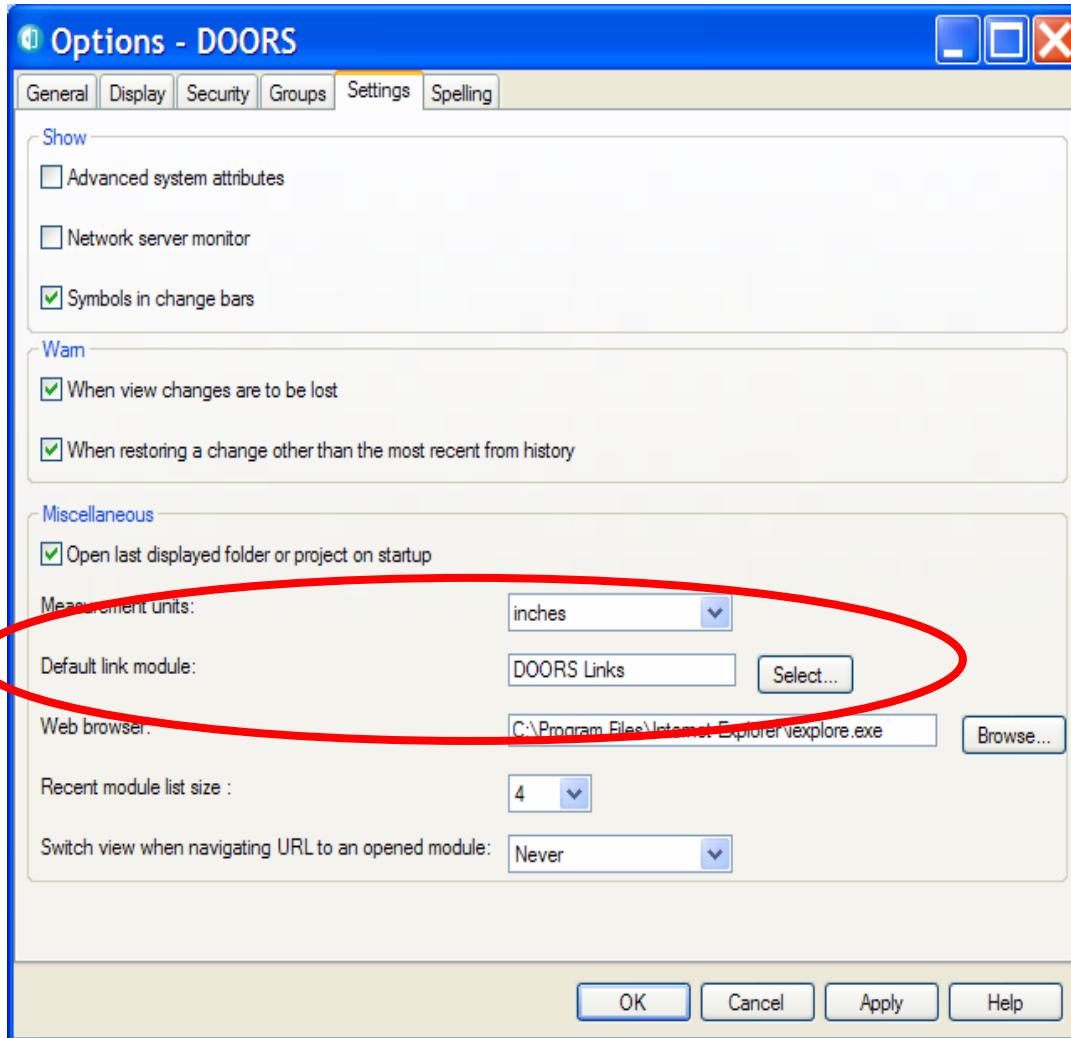 Options - DOORS
General Display Security Groups Settings Spelling
Show
Advanced system attributes
Network server monitor
Symbols in change bars
Warn
When view changes are to be lost
When restoring a change other than the most recent from history
Miscellaneous
Open last displayed folder or project on startup
Measurement units: inches
Default link module: DOORS Links Select...
Web browser: C:\Program Files\Internet Explorer\iexplore.exe Browse...
Recent module list size : 4
Switch view when navigating URL to an opened module: Never
OK Cancel Apply Help